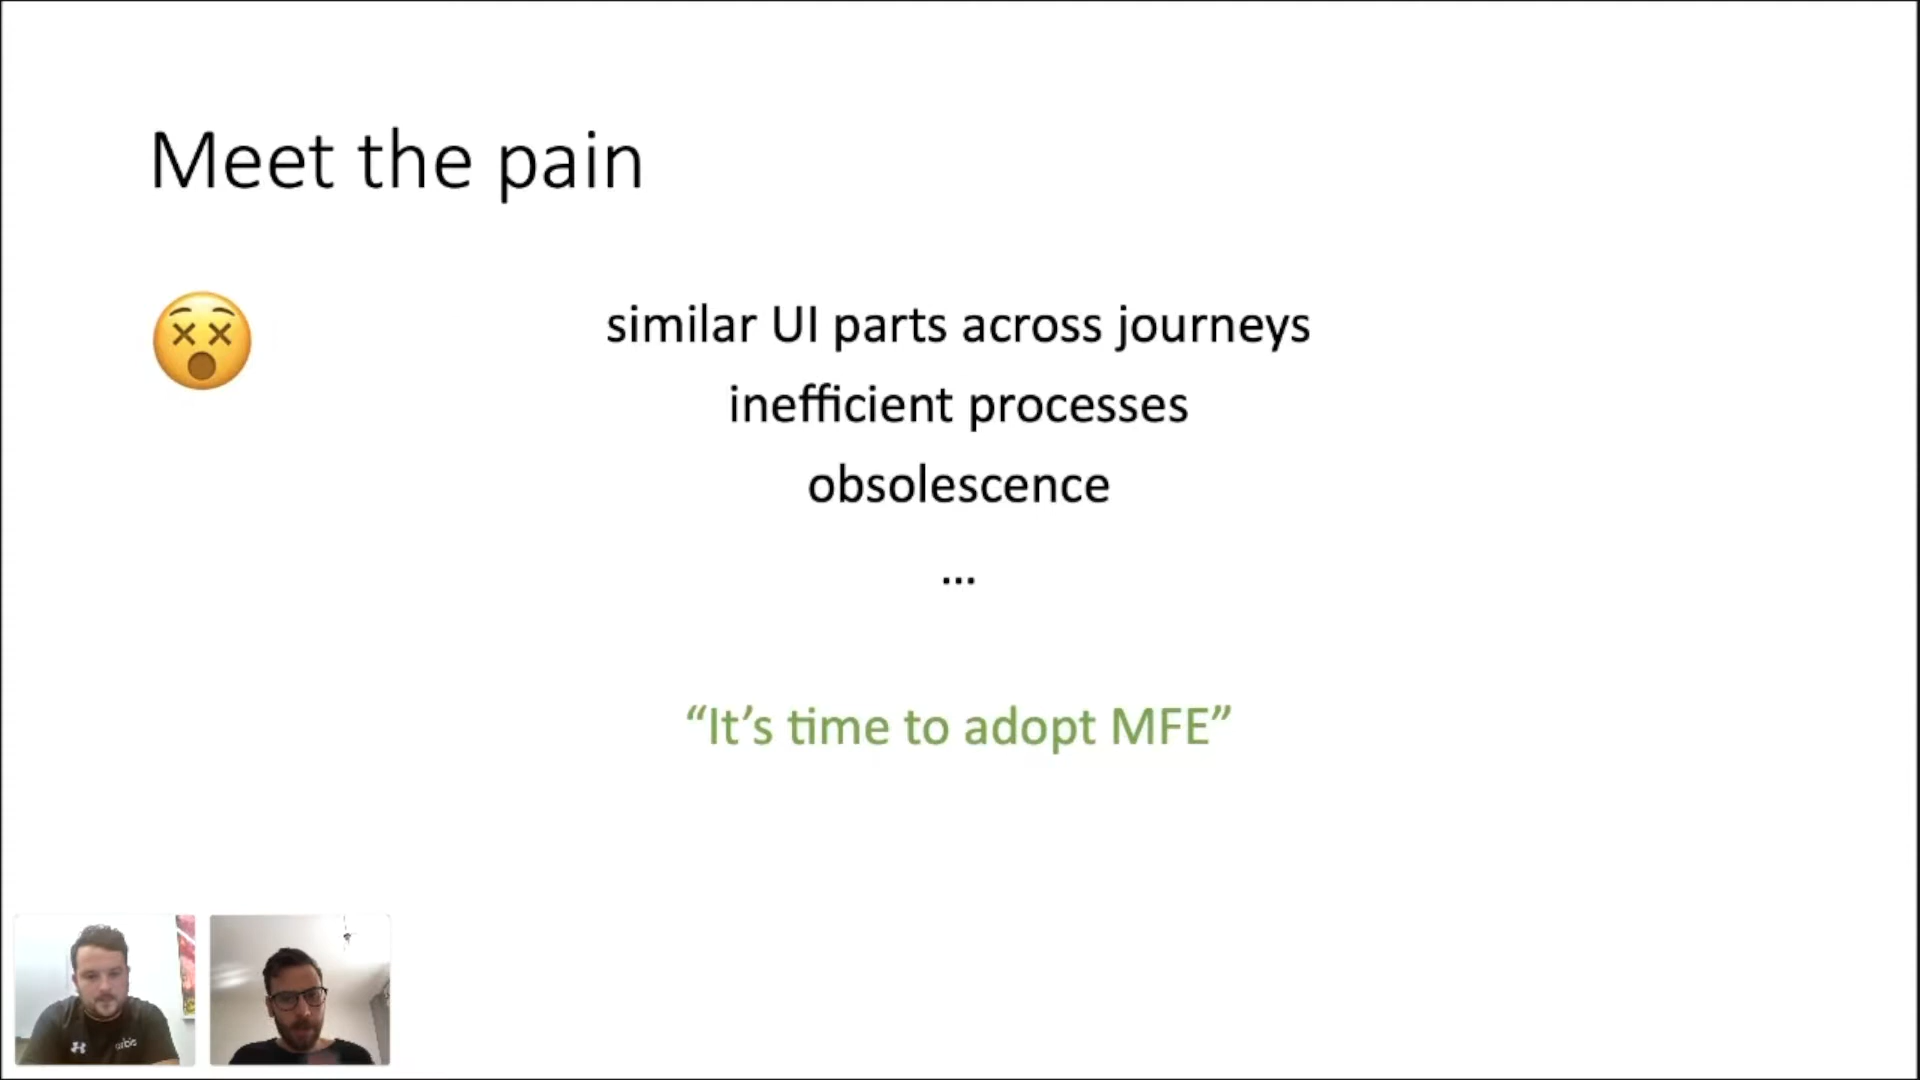 Meet the pain
similar UI parts across journeys
inefficient processes
obsolescence
...
“It’s time to adopt MFE”